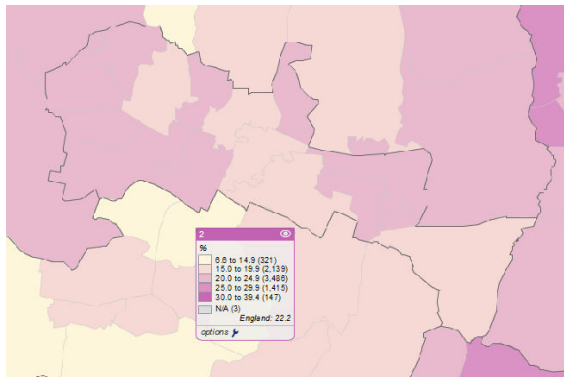 2
%
6.6 to 14.9 (321)
15.0 to 19.9 (2,139)
20.0 to 24.9 (3,486)
25.0 to 29.9 (1,415)
30.0 to 39.4 (147)
N/A (3)
England: 22.2
options